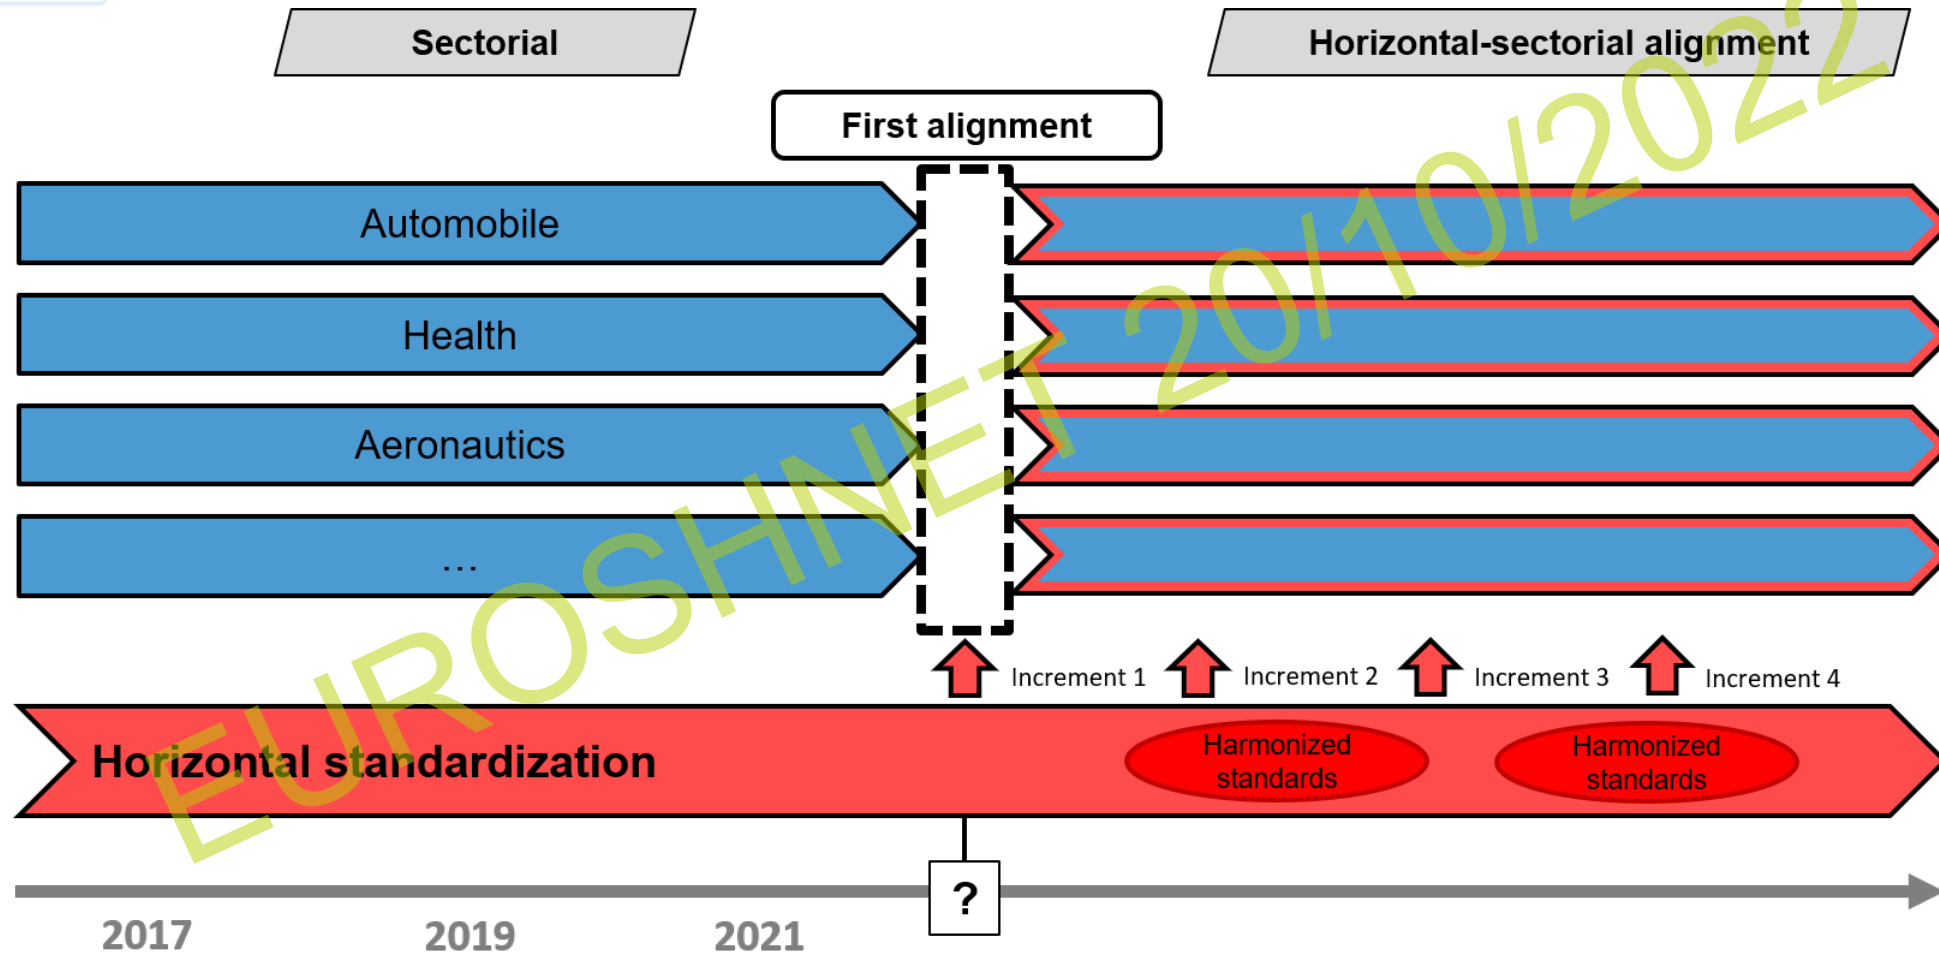 Sectorial
Horizontal-sectorial alignment
First alignment
Automobile
Health
Aeronautics
...
Increment 1
Increment 2
Increment 3
Increment 4
Horizontal standardization
Harmonized
standards
Harmonized
standards
?
2017
2019
2021
EUROSHNET 20/10/2022